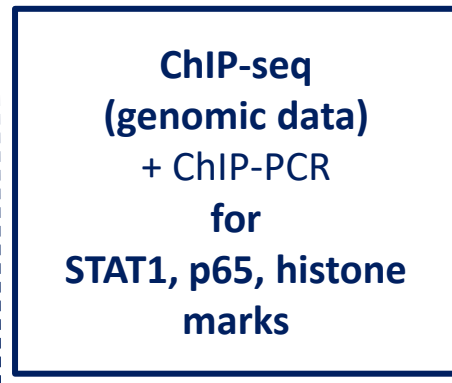 ChIP-seq
(genomic data)
+ ChIP-PCR
for
STAT1, p65, histone
marks